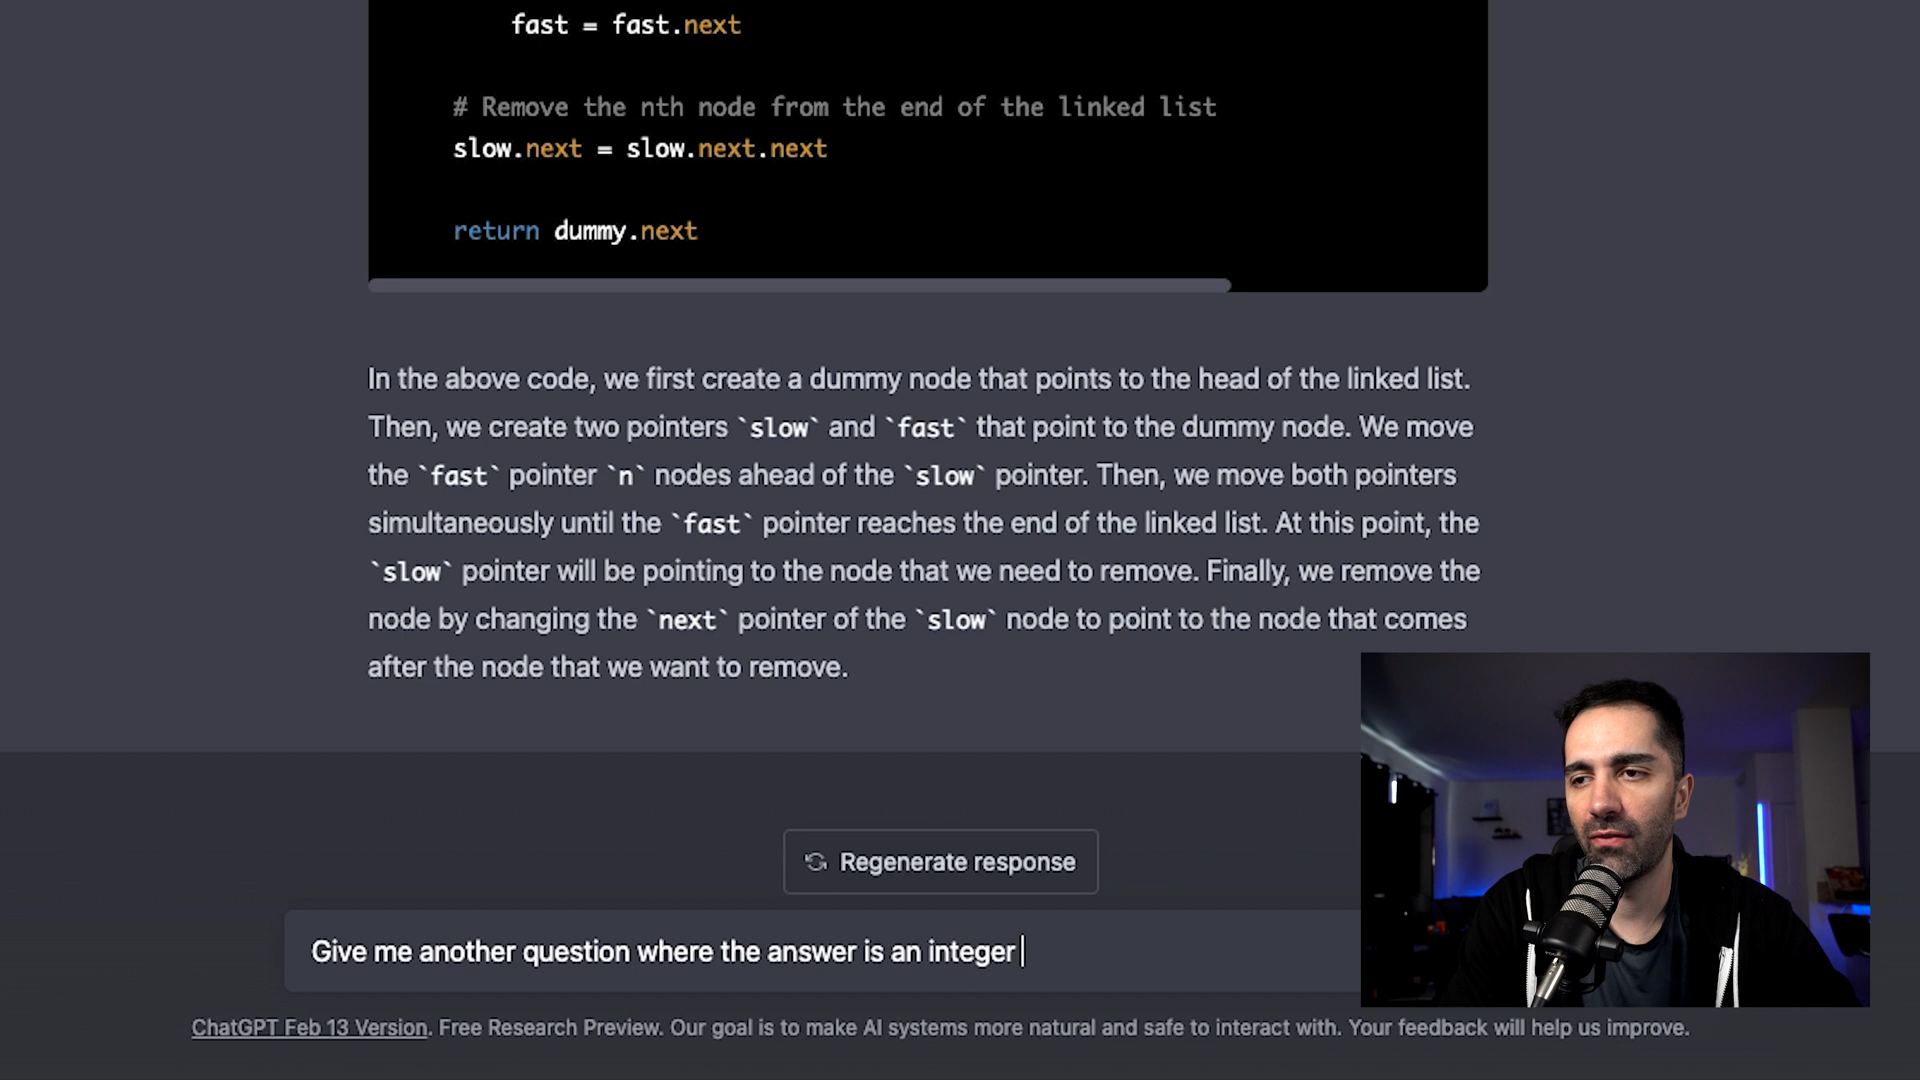 fast = fast.next
# Remove the nth node from the end of the linked list
slow.next = slow.next.next
return dummy.next
In the above code, we first create a dummy node that points to the head of the linked list.
Then, we create two pointers `slow` and `fast` that point to the dummy node. We move
the `fast` pointer `n` nodes ahead of the `slow` pointer. Then, we move both pointers
simultaneously until the `fast` pointer reaches the end of the linked list. At this point, the
`slow` pointer will be pointing to the node that we need to remove. Finally, we remove the
node by changing the `next` pointer of the `slow` node to point to the node that comes
after the node that we want to remove.
Regenerate response
Give me another question where the answer is an integer
ChatGPT Feb 13 Version. Free Research Preview. Our goal is to make AI systems more natural and safe to interact with. Your feedback will help us improve.